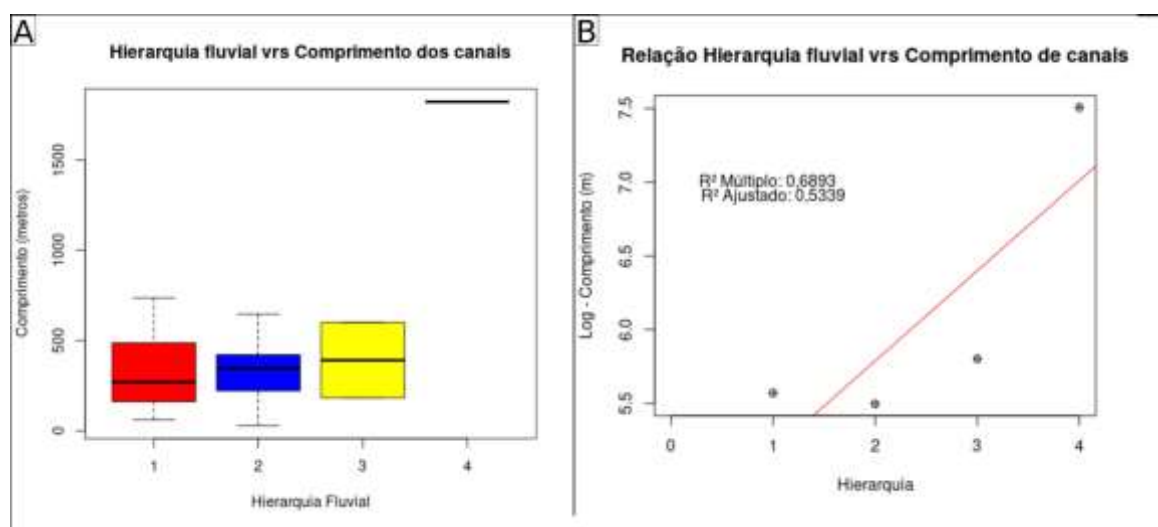 A
Hierarquia fluvial vrs Comprimento dos canais
Comprimento (metros)
1500
1000
500
0
1 2 3 4
Hierarquia Fluvial
B
Relação Hierarquia fluvial vrs Comprimento de canais
Log - Comprimento (m)
7.5
7.0
6.5
6.0
5.5
R² Múltiplo: 0,6893
R² Ajustado: 0,5339
0 1 2 3 4
Hierarquia